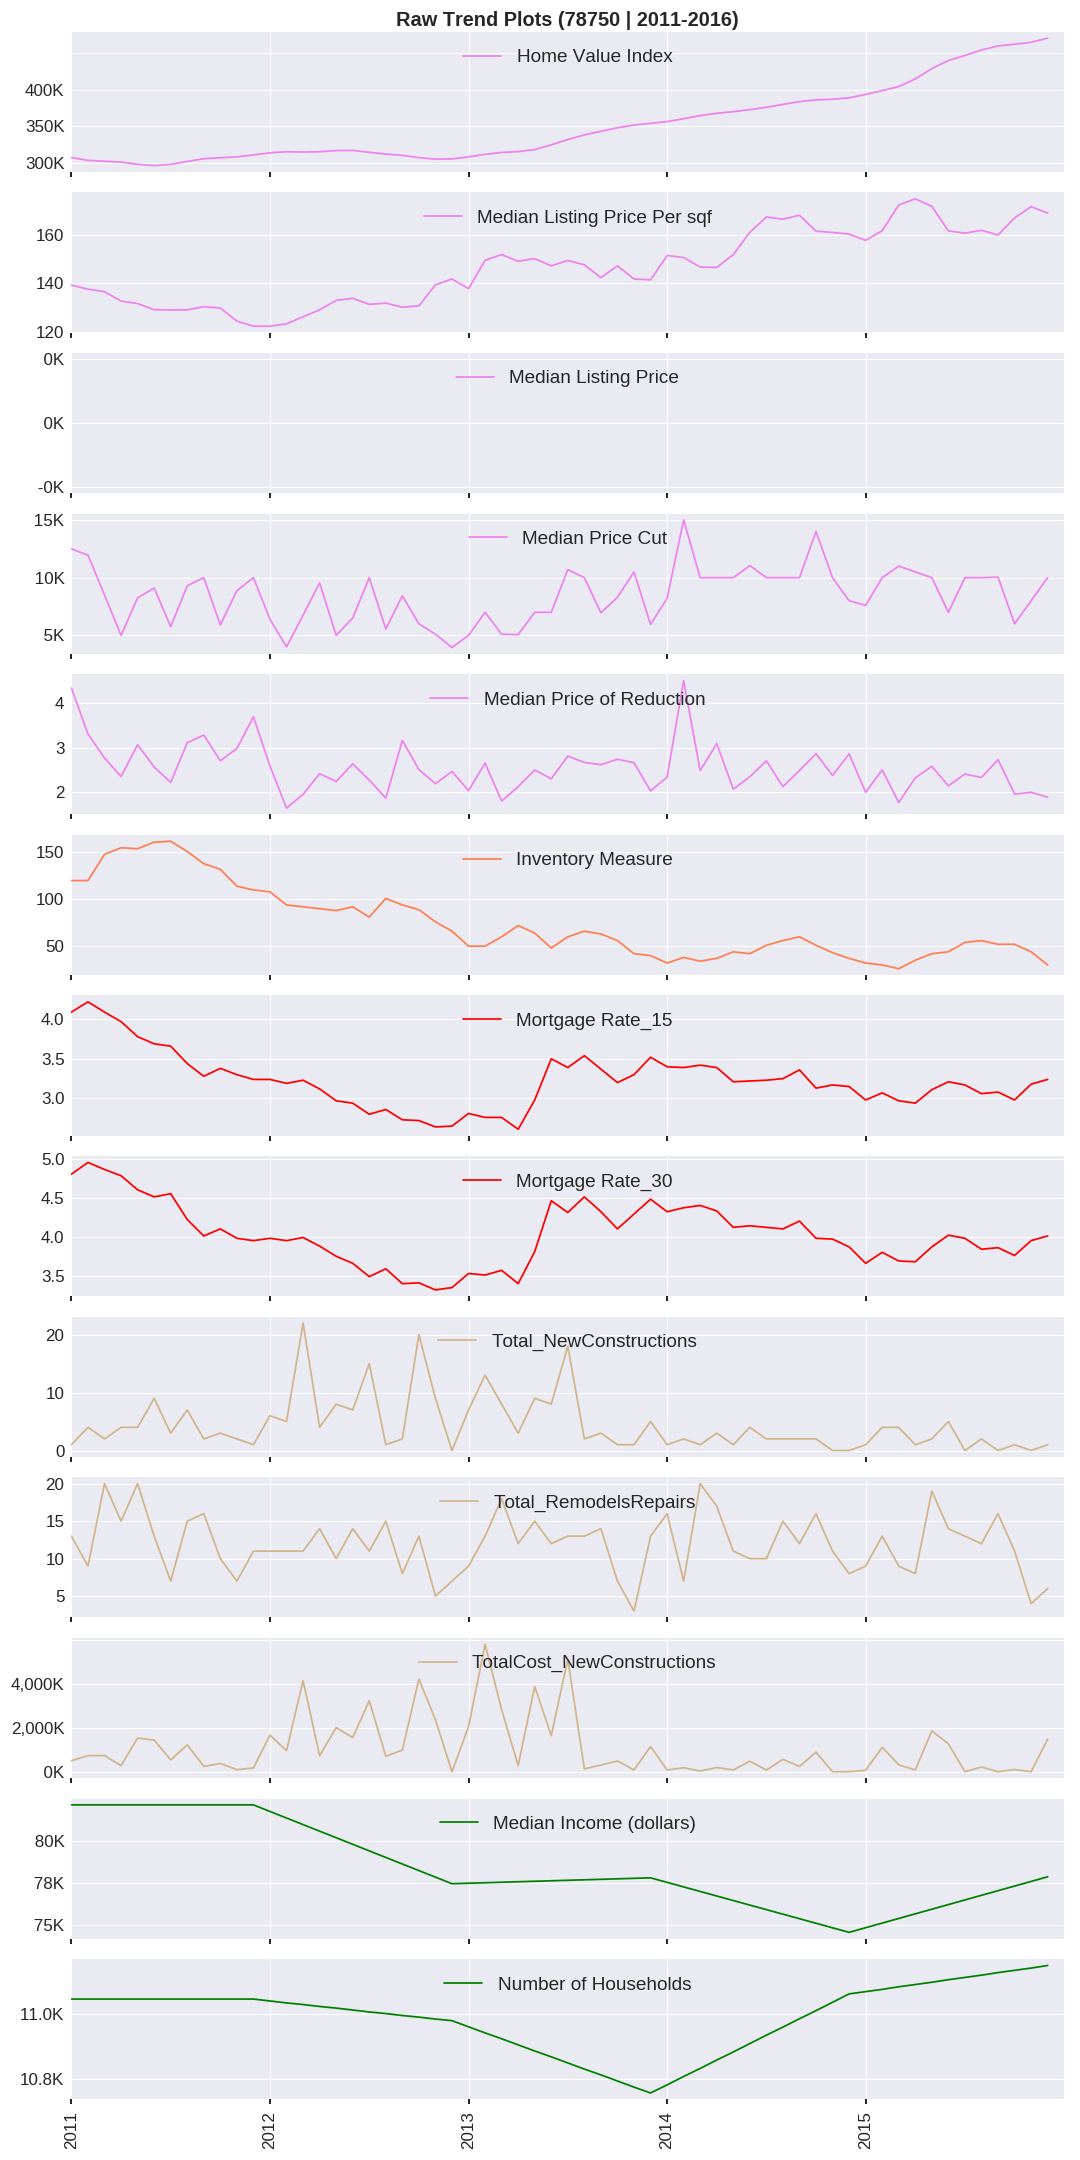 Raw Trend Plots (78750 | 2011-2016)
Home Value Index
400K
350K
300K
Median Listing Price Per sqf
160
140
120
Median Listing Price
0K
0K
-0K
Median Price Cut
15K
10K
5K
Median Price of Reduction
4
3
2
Inventory Measure
150
100
50
Mortgage Rate_15
4.0
3.5
3.0
Mortgage Rate_30
5.0
4.5
4.0
3.5
Total_NewConstructions
20
10
0
Total_RemodelsRepairs
20
15
10
5
TotalCost_NewConstructions
4,000K
2,000K
0K
Median Income (dollars)
80K
78K
75K
Number of Households
11.0K
10.8K
2011
2012
2013
2014
2015